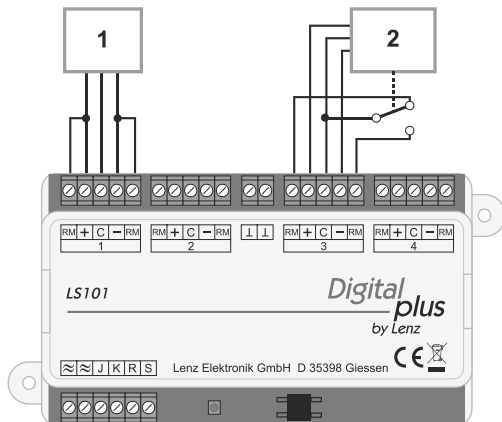 1
2
RM + C − RM RM + C − RM ⊥ ⊥ RM + C − RM RM + C − RM
1 2 3 4
LS101
Digital
plus
by Lenz
≈ ≈ J K R S
Lenz Elektronik GmbH D 35398 Giessen CE